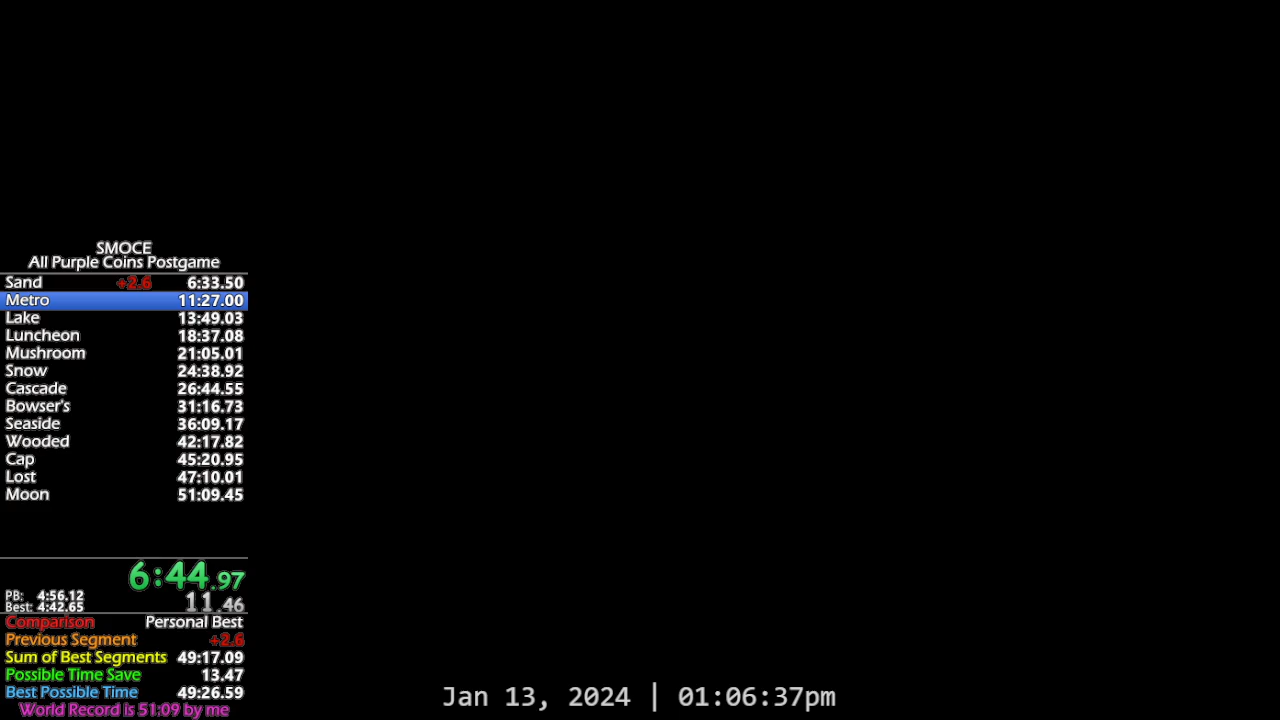 SMOCE
All Purple Coins Postgame
Sand +2.6 6:33.50
Metro 11:27.00
Lake 13:49.03
Luncheon 18:37.08
Mushroom 21:05.01
Snow 24:38.92
Cascade 26:44.55
Bowser's 31:16.73
Seaside 36:09.17
Wooded 42:17.82
Cap 45:20.95
Lost 47:10.01
Moon 51:09.45
6:44.97
PB: 4:56.12
Best: 4:42.65
11.46
Comparison Personal Best
Previous Segment +2.6
Sum of Best Segments 49:17.09
Possible Time Save 13.47
Best Possible Time 49:26.59
World Record is 51:09 by me
Jan 13, 2024 | 01:06:37pm